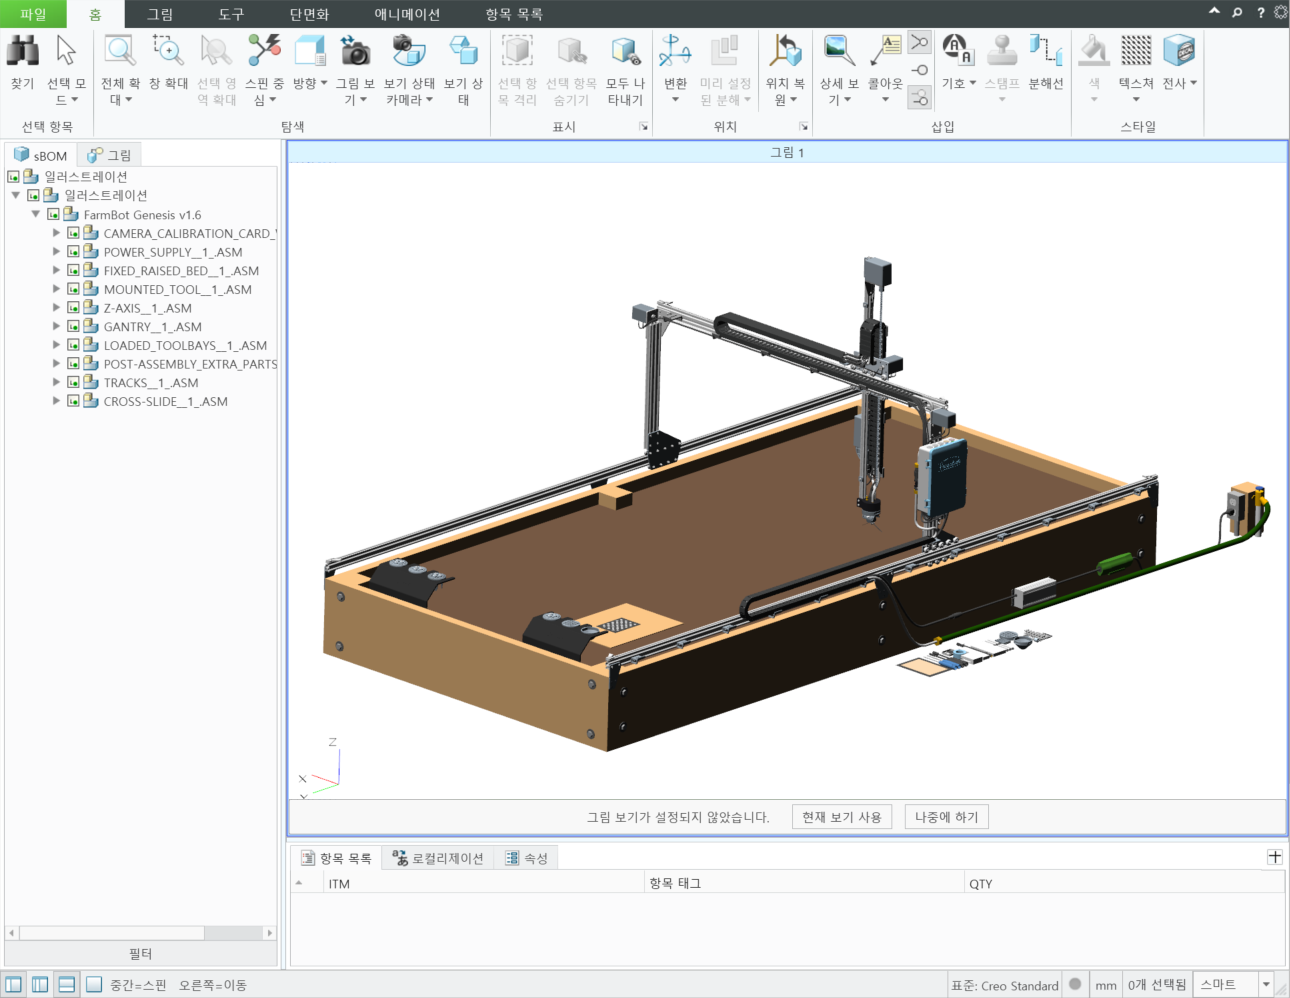 파일 홈 그림 도구 단면화 애니메이션 항목 목록 ?
찾기 선택 모드 전체 확대 창 확대 선택 영역 확대 스핀 중심 방향 그림 보기 보기 상태 카메라 보기 상태 선택 항목 격리 선택 항목 숨기기 모두 나타내기 변환 미리 설정된 분해 위치 복원 상세 보기 콜아웃 기호 스탬프 분해선 색 텍스쳐 전사
선택 항목 탐색 표시 위치 삽입 스타일
sBOM 그림
일러스트레이션
일러스트레이션
FarmBot Genesis v1.6
CAMERA_CALIBRATION_CARD_
POWER_SUPPLY__1_.ASM
FIXED_RAISED_BED__1_.ASM
MOUNTED_TOOL__1_.ASM
Z-AXIS__1_.ASM
GANTRY__1_.ASM
LOADED_TOOLBAYS__1_.ASM
POST-ASSEMBLY_EXTRA_PARTS
TRACKS__1_.ASM
CROSS-SLIDE__1_.ASM
필터
그림 1
Z
X
그림 보기가 설정되지 않았습니다. 현재 보기 사용 나중에 하기
항목 목록 로컬리제이션 속성
ITM 항목 태그 QTY
중간=스핀 오른쪽=이동 표준: Creo Standard mm 0개 선택됨 스마트